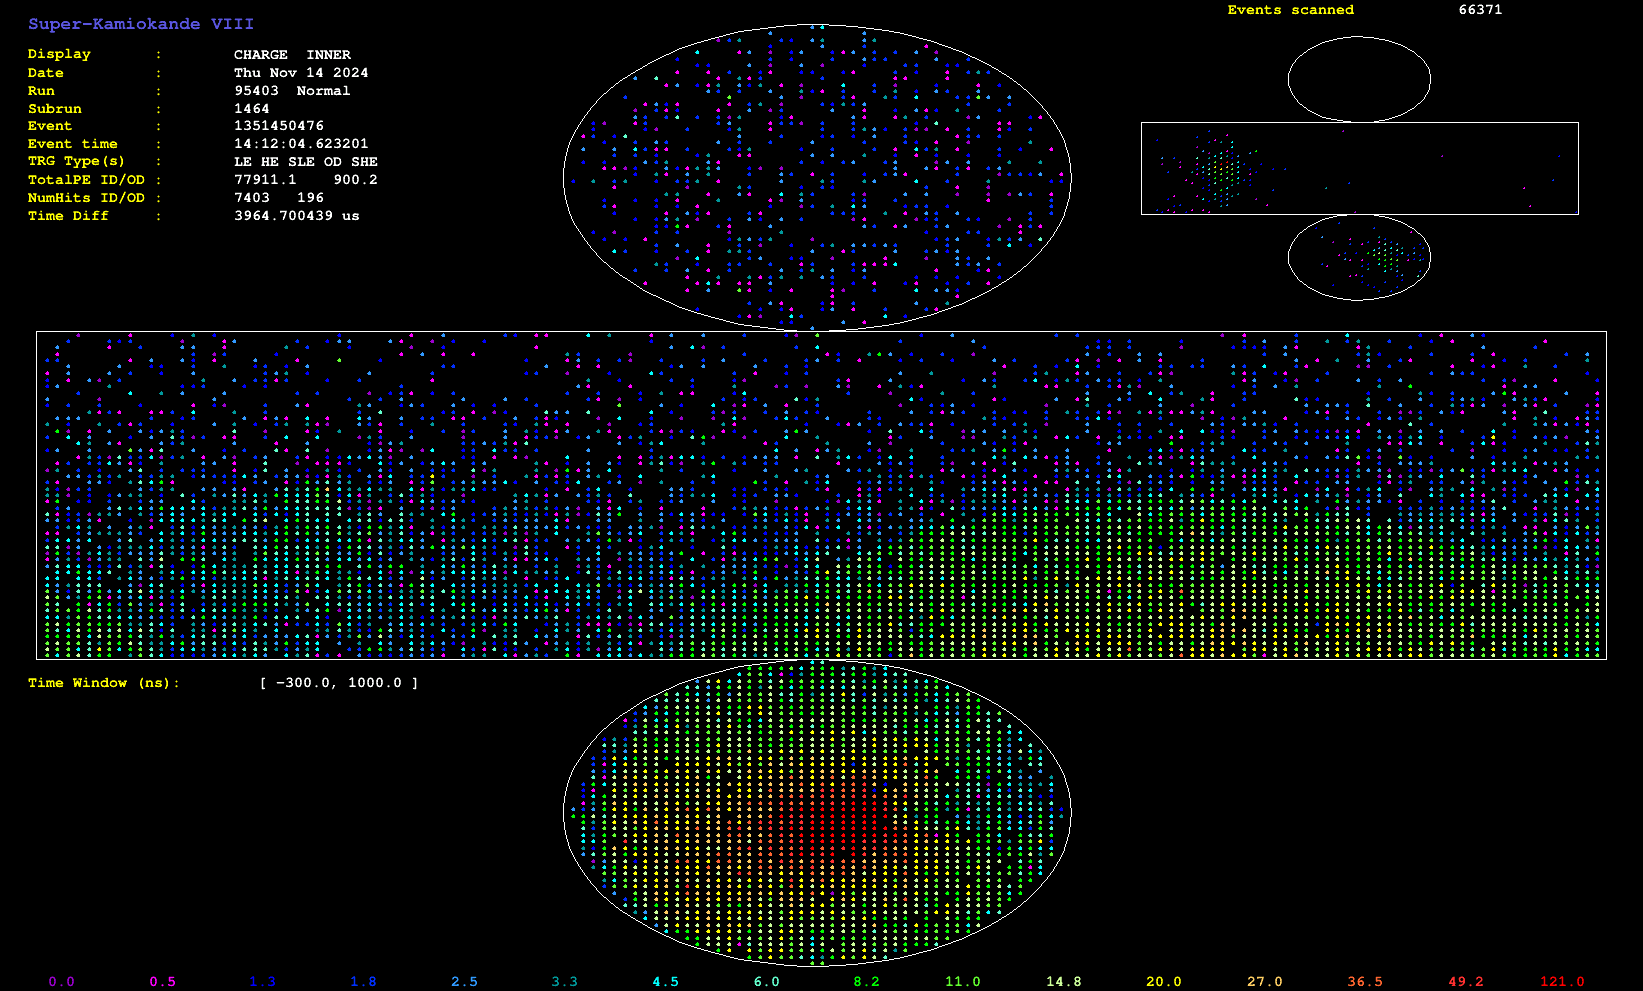 Super-Kamiokande VIII
Events scanned 66371
Display : CHARGE INNER
Date : Thu Nov 14 2024
Run : 95403 Normal
Subrun : 1464
Event : 1351450476
Event time : 14:12:04.623201
TRG Type(s) : LE HE SLE OD SHE
TotalPE ID/OD : 77911.1 900.2
NumHits ID/OD : 7403 196
Time Diff : 3964.700439 us
Time Window (ns): [ -300.0, 1000.0 ]
0.0 0.5 1.3 1.8 2.5 3.3 4.5 6.0 8.2 11.0 14.8 20.0 27.0 36.5 49.2 121.0